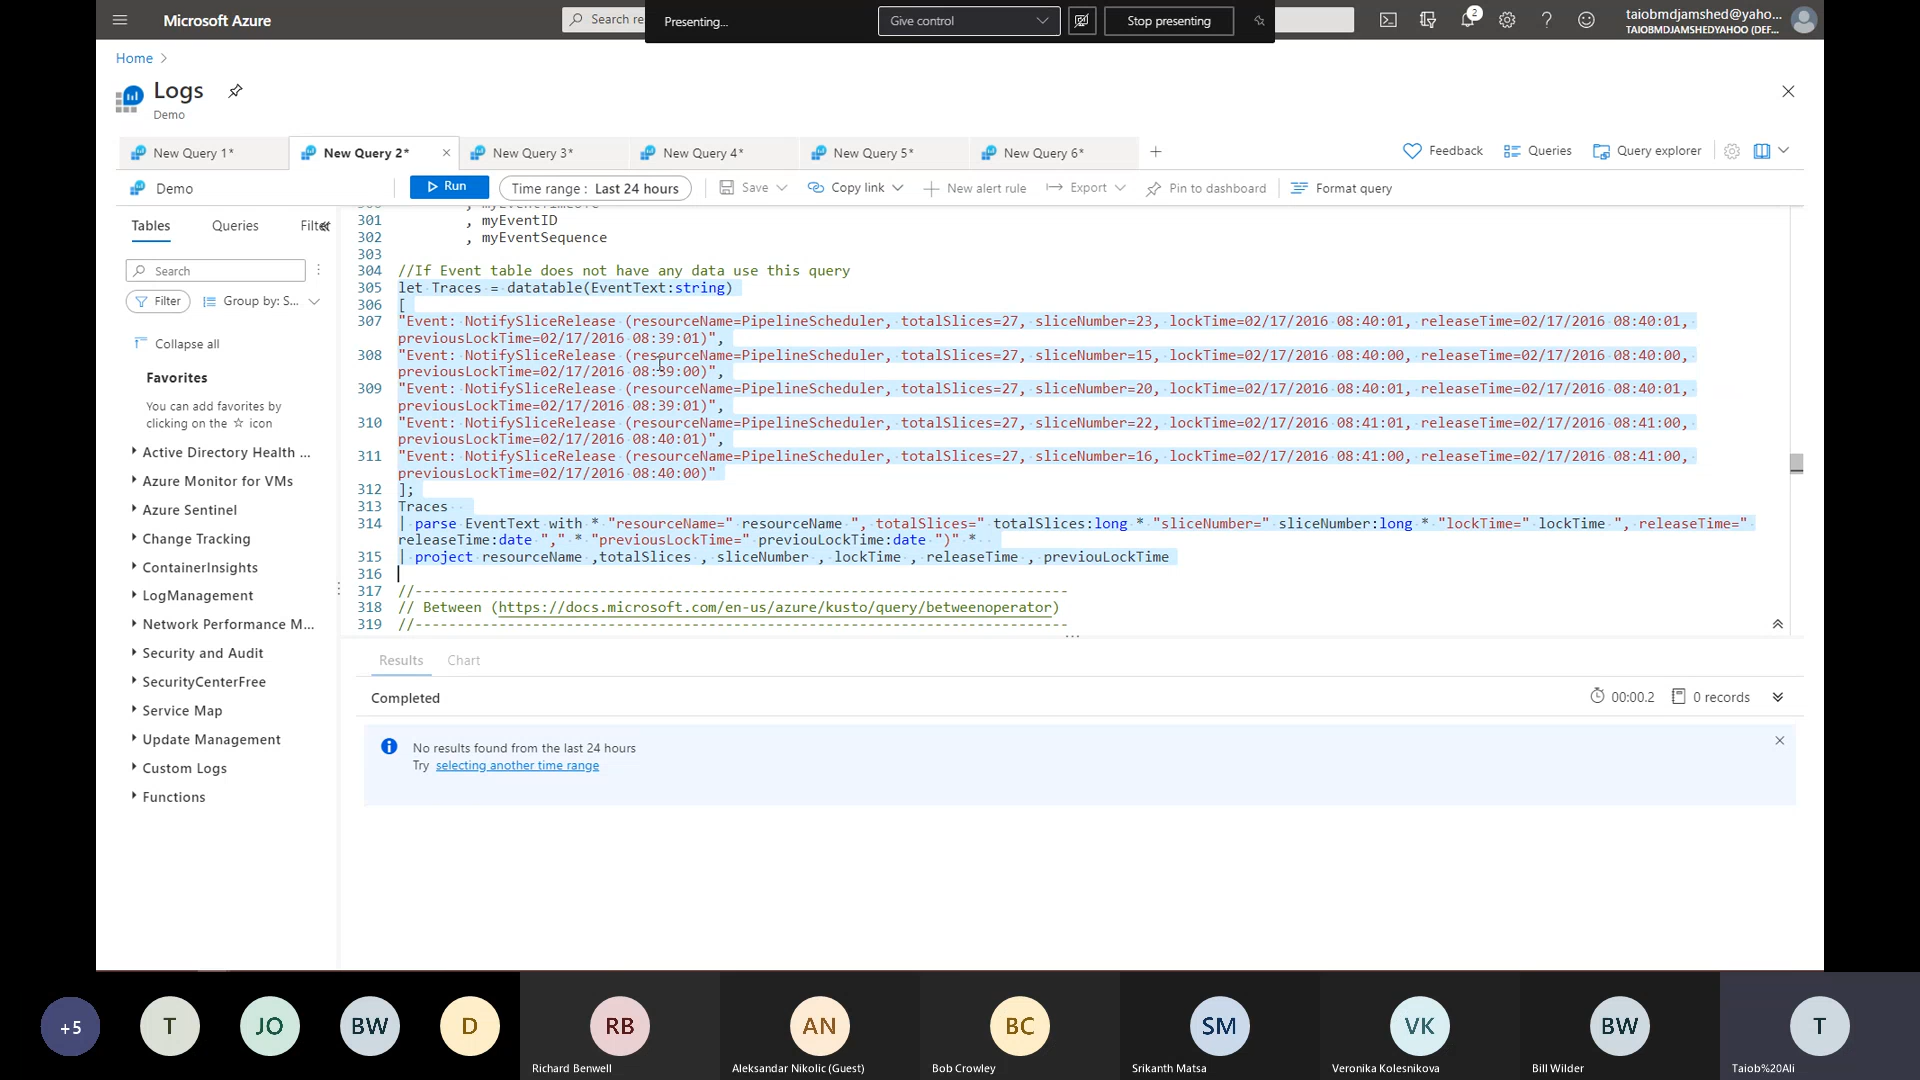 Microsoft Azure
Search re
Presenting...
Give control
Stop presenting
2
taiobmdjamshed@yaho...
TAIOBMDJAMSHEDYAHOO (DEF...
Home
Logs
Demo
New Query 1*
New Query 2*
New Query 3*
New Query 4*
New Query 5*
New Query 6*
Feedback
Queries
Query explorer
Demo
Run
Time range : Last 24 hours
Save
Copy link
New alert rule
Export
Pin to dashboard
Format query
Tables
Queries
Filter
Search
Filter
Group by: S...
Collapse all
Favorites
You can add favorites by
clicking on the ☆ icon
Active Directory Health ...
Azure Monitor for VMs
Azure Sentinel
Change Tracking
ContainerInsights
LogManagement
Network Performance M...
Security and Audit
SecurityCenterFree
Service Map
Update Management
Custom Logs
Functions
301 , myEventID
302 , myEventSequence
303
304 //If Event table does not have any data use this query
305 let Traces = datatable(EventText:string)
306 [
307 "Event: NotifySliceRelease (resourceName=PipelineScheduler, totalSlices=27, sliceNumber=23, lockTime=02/17/2016 08:40:01, releaseTime=02/17/2016 08:40:01,
previousLockTime=02/17/2016 08:39:01)",
308 "Event: NotifySliceRelease (resourceName=PipelineScheduler, totalSlices=27, sliceNumber=15, lockTime=02/17/2016 08:40:00, releaseTime=02/17/2016 08:40:00,
previousLockTime=02/17/2016 08:39:00)",
309 "Event: NotifySliceRelease (resourceName=PipelineScheduler, totalSlices=27, sliceNumber=20, lockTime=02/17/2016 08:40:01, releaseTime=02/17/2016 08:40:01,
previousLockTime=02/17/2016 08:39:01)",
310 "Event: NotifySliceRelease (resourceName=PipelineScheduler, totalSlices=27, sliceNumber=22, lockTime=02/17/2016 08:41:01, releaseTime=02/17/2016 08:41:00,
previousLockTime=02/17/2016 08:40:01)",
311 "Event: NotifySliceRelease (resourceName=PipelineScheduler, totalSlices=27, sliceNumber=16, lockTime=02/17/2016 08:41:00, releaseTime=02/17/2016 08:41:00,
previousLockTime=02/17/2016 08:40:00)"
312 ];
313 Traces
314 | parse EventText with * "resourceName=" resourceName ", totalSlices=" totalSlices:long * "sliceNumber=" sliceNumber:long * "lockTime=" lockTime ", releaseTime="
releaseTime:date "," * "previousLockTime=" previouLockTime:date ")" *
315 | project resourceName ,totalSlices , sliceNumber , lockTime , releaseTime , previouLockTime
316
317 //-------------------------------------------------------------------------------
318 // Between (https://docs.microsoft.com/en-us/azure/kusto/query/betweenoperator)
319 //-------------------------------------------------------------------------------
Results
Chart
Completed
00:00.2
0 records
No results found from the last 24 hours
Try selecting another time range
+5
T
JO
BW
D
RB
AN
BC
SM
VK
BW
T
Richard Benwell
Aleksandar Nikolic (Guest)
Bob Crowley
Srikanth Matsa
Veronika Kolesnikova
Bill Wilder
Taiob%20Ali